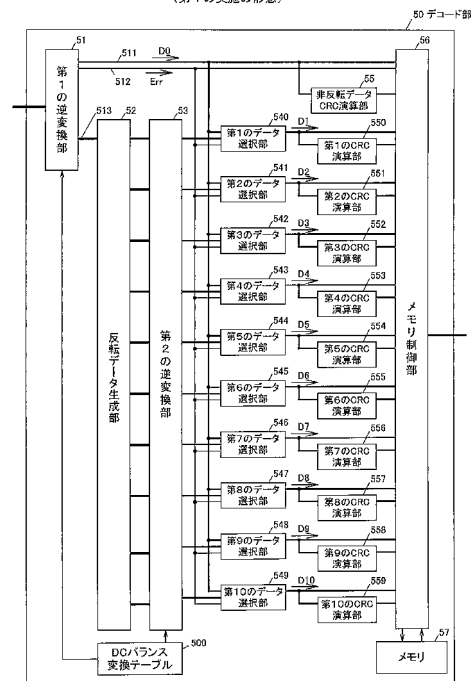 (第1の実施の形態)
50 デコード部
51
第1の逆変換部
511
D0
512
Err
513
52
反転データ生成部
53
第2の逆変換部
56
メモリ制御部
55
非反転データ
CRC演算部
540
第1のデータ
選択部
D1
550
第1のCRC
演算部
541
第2のデータ
選択部
D2
551
第2のCRC
演算部
542
第3のデータ
選択部
D3
552
第3のCRC
演算部
543
第4のデータ
選択部
D4
553
第4のCRC
演算部
544
第5のデータ
選択部
D5
554
第5のCRC
演算部
545
第6のデータ
選択部
D6
555
第6のCRC
演算部
546
第7のデータ
選択部
D7
556
第7のCRC
演算部
547
第8のデータ
選択部
D8
557
第8のCRC
演算部
548
第9のデータ
選択部
D9
558
第9のCRC
演算部
549
第10のデータ
選択部
D10
559
第10のCRC
演算部
500
DCバランス
変換テーブル
57
メモリ